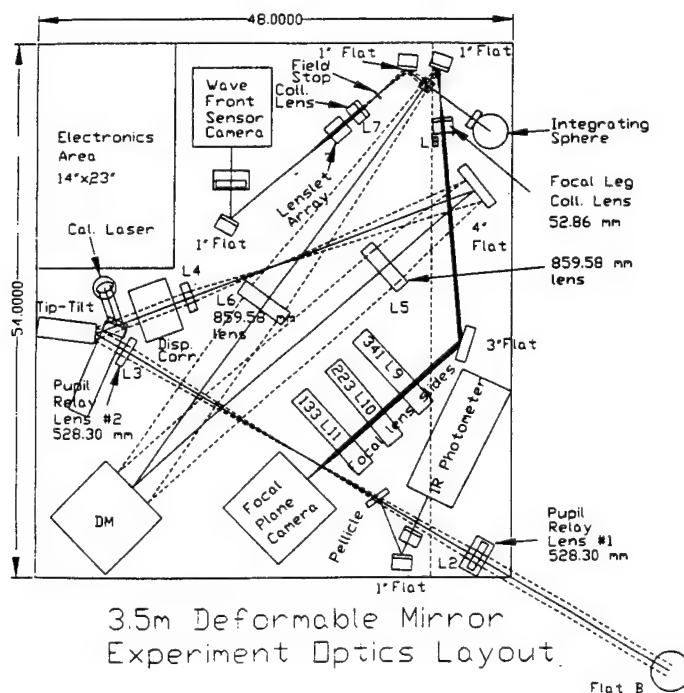 48.0000
54.0000
1" Flat
1" Flat
Field
Stop
Coll.
Lens
Wave
Front
Sensor
Camera
L7
Integrating
Sphere
Electronics
Area
14"x23"
Lenslet
Array
Focal Leg
Coll. Lens
52.86 mm
1" Flat
4" Flat
Cal. Laser
L4
859.58 mm
lens
L5
L6
859.58 mm
lens
Tip-Tilt
Disp.
Corr.
L3
3" Flat
Pupil
Relay
Lens #2
528.30 mm
341 L9
223 L10
133 L11
Focal lens slides
IR Photometer
DM
Focal
Plane
Camera
Pellicle
Pupil
Relay
Lens #1
528.30 mm
L2
1" Flat
3.5m Deformable Mirror
Experiment Optics Layout
Flat B